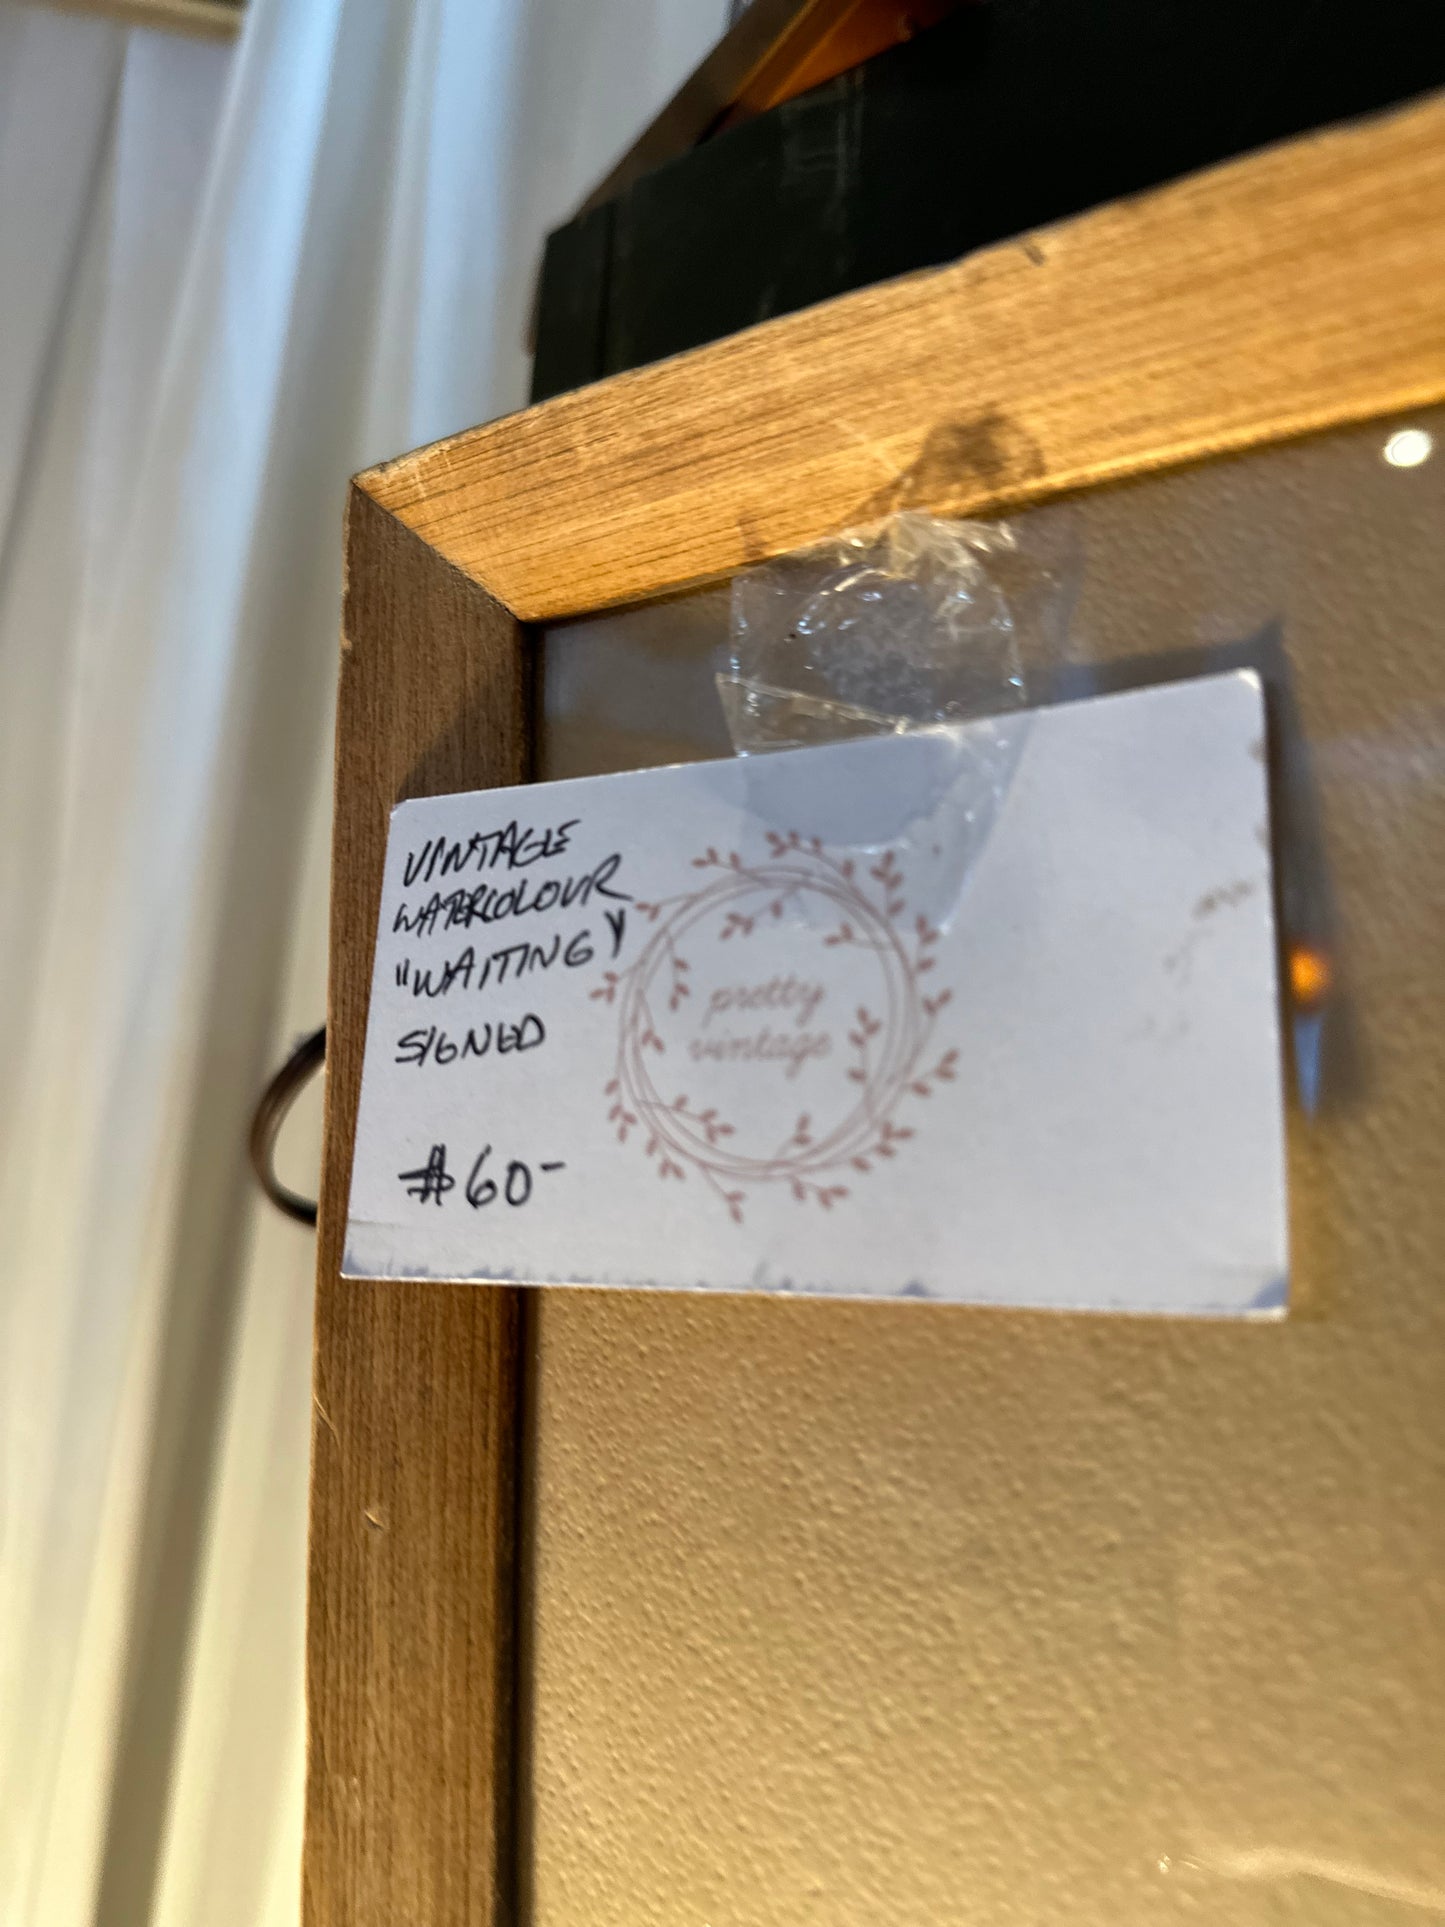 VINTAGE
WATERCOLOUR
"WAITING"
SIGNED
$60-
pretty
vintage